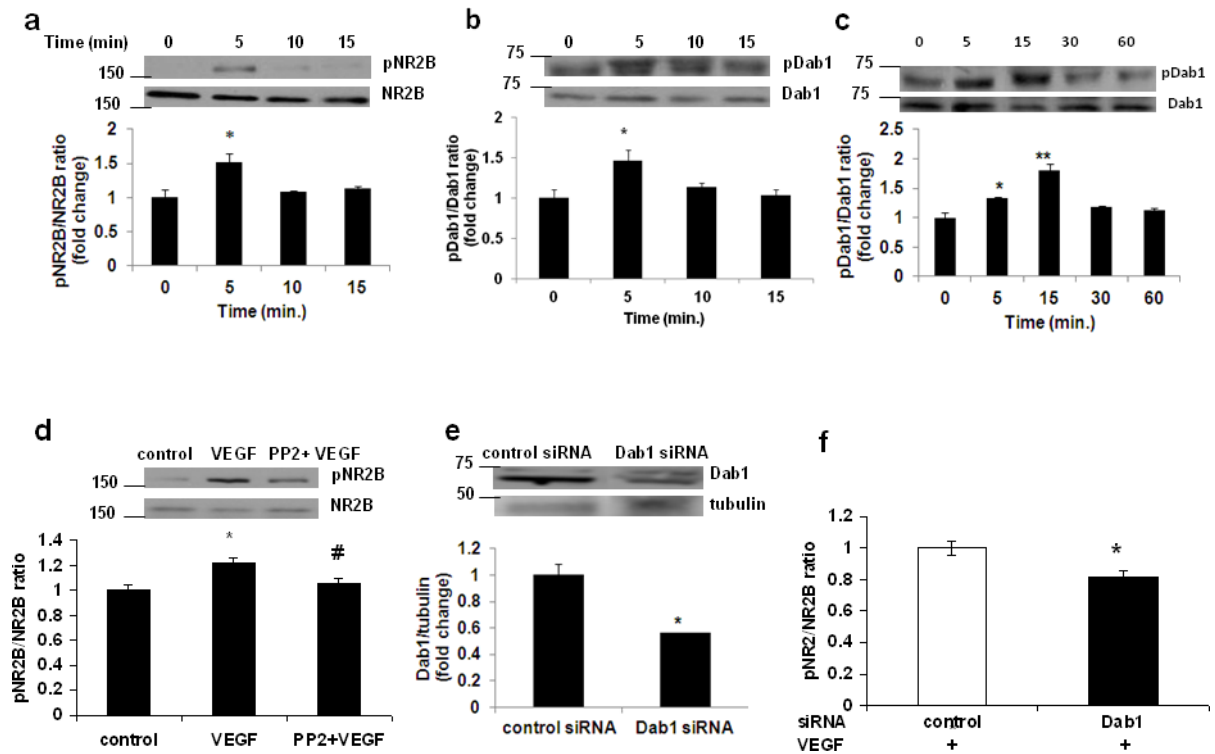 a
Time (min) 0 5 10 15
pNR2B
150
NR2B
150
pNR2B/NR2B ratio
(fold change)
2
1.5
1
0.5
0
*
0 5 10 15
Time (min.)
b
0 5 10 15
75
pDab1
75
Dab1
pDab1/Dab1 ratio
(fold change)
2
1.5
1
0.5
0
*
0 5 10 15
Time (min.)
c
0 5 15 30 60
75
pDab1
75
Dab1
pDab1/Dab1 ratio
(fold change)
2.5
2
1.5
1
0.5
0
*
**
0 5 15 30 60
Time (min.)
d
control VEGF PP2+ VEGF
pNR2B
150
NR2B
150
pNR2B/NR2B ratio
1.4
1.2
1
0.8
0.6
0.4
0.2
0
*
#
control VEGF PP2+VEGF
e
control siRNA Dab1 siRNA
75
Dab1
50
tubulin
Dab1/tubulin
(fold change)
1.2
1
0.8
0.6
0.4
0.2
0
*
control siRNA Dab1 siRNA
f
pNR2/NR2B ratio
1.2
1
0.8
0.6
0.4
0.2
0
*
siRNA control Dab1
VEGF + +